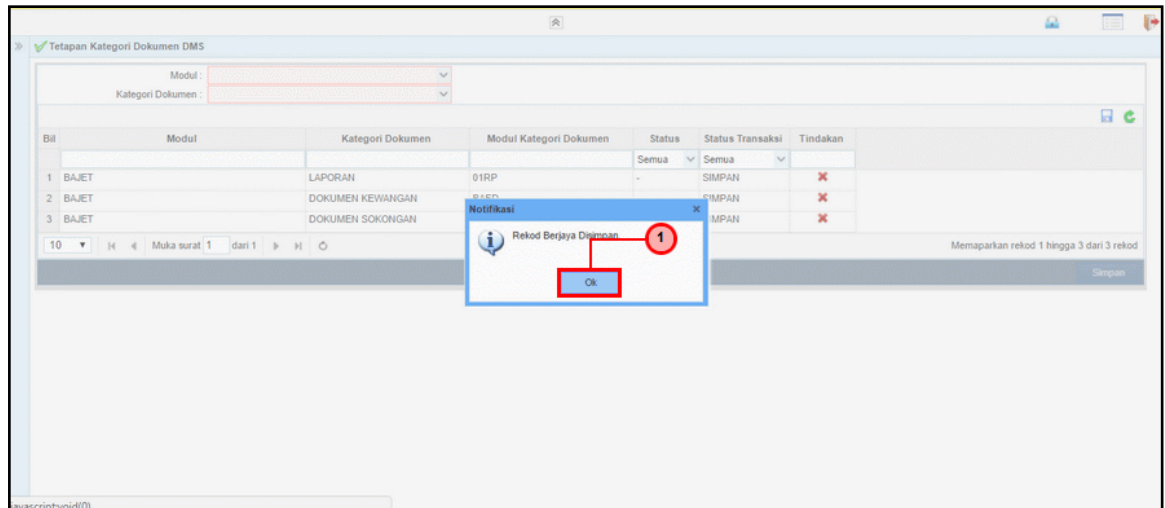 Tetapan Kategori Dokumen DMS
Modul :
Kategori Dokumen :
Bil Modul Kategori Dokumen Modul Kategori Dokumen Status Status Transaksi Tindakan
Semua Semua
1 BAJET LAPORAN 01RP - SIMPAN
2 BAJET DOKUMEN KEWANGAN SIMPAN
3 BAJET DOKUMEN SOKONGAN
Notifikasi
Rekod Berjaya Disimpan
1
Ok
10 Muka surat 1 dari 1 Memaparkan rekod 1 hingga 3 dari 3 rekod
Simpan